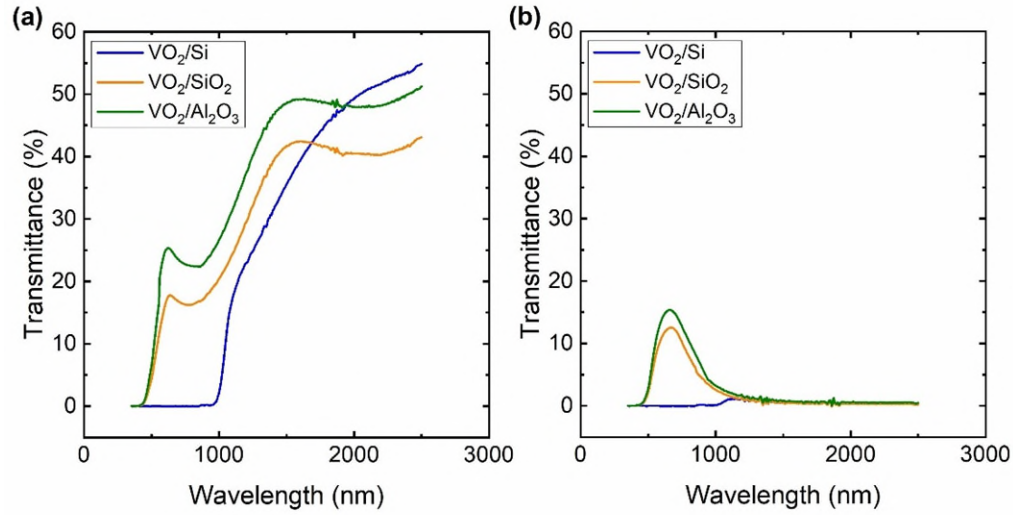 (a)
60
50
40
30
20
10
0
Transmittance (%)
VO₂/Si
VO₂/SiO₂
VO₂/Al₂O₃
0 1000 2000 3000
Wavelength (nm)
(b)
60
50
40
30
20
10
0
Transmittance (%)
VO₂/Si
VO₂/SiO₂
VO₂/Al₂O₃
0 1000 2000 3000
Wavelength (nm)